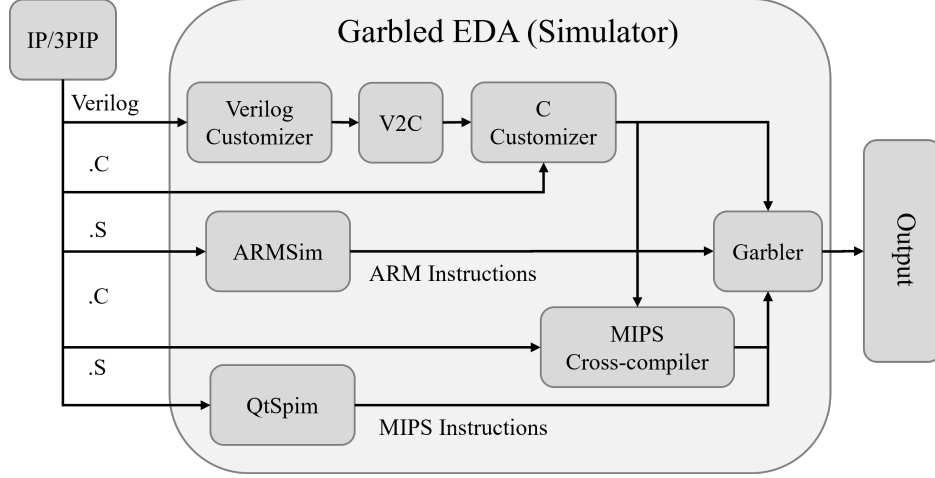 Garbled EDA (Simulator)
IP/3PIP
Verilog
Verilog
Customizer
V2C
C
Customizer
.C
.S
ARMSim
ARM Instructions
Garbler
Output
.C
MIPS
Cross-compiler
.S
QtSpim
MIPS Instructions